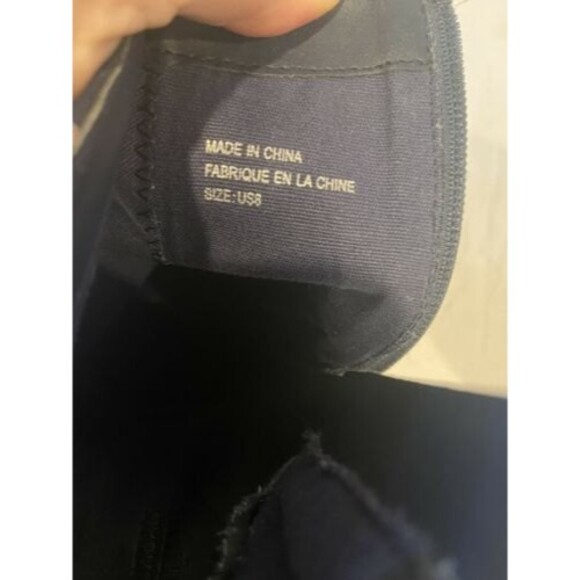 MADE IN CHINA
FABRIQUE EN LA CHINE
SIZE: US8